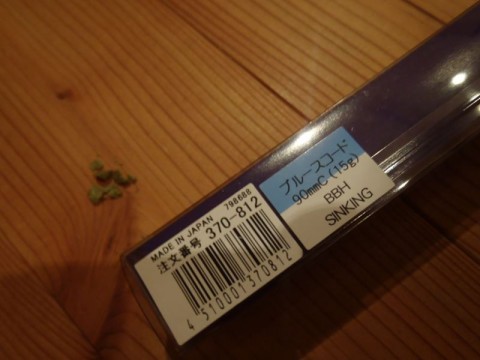 MADE IN JAPAN 798688
注文番号 370-812
4 510001 370812
ブルースコード
90mmC (15g)
BBH
SINKING